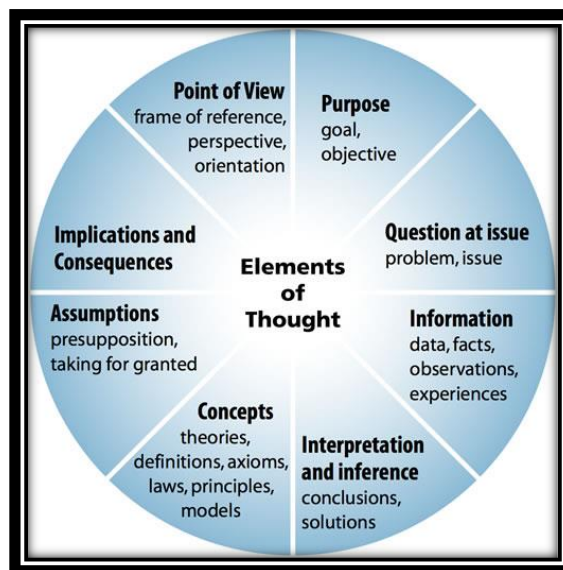 Point of View
frame of reference,
perspective,
orientation
Purpose
goal,
objective
Question at issue
problem, issue
Information
data, facts,
observations,
experiences
Interpretation
and inference
conclusions,
solutions
Concepts
theories,
definitions, axioms,
laws, principles,
models
Assumptions
presupposition,
taking for granted
Implications and
Consequences
Elements
of
Thought